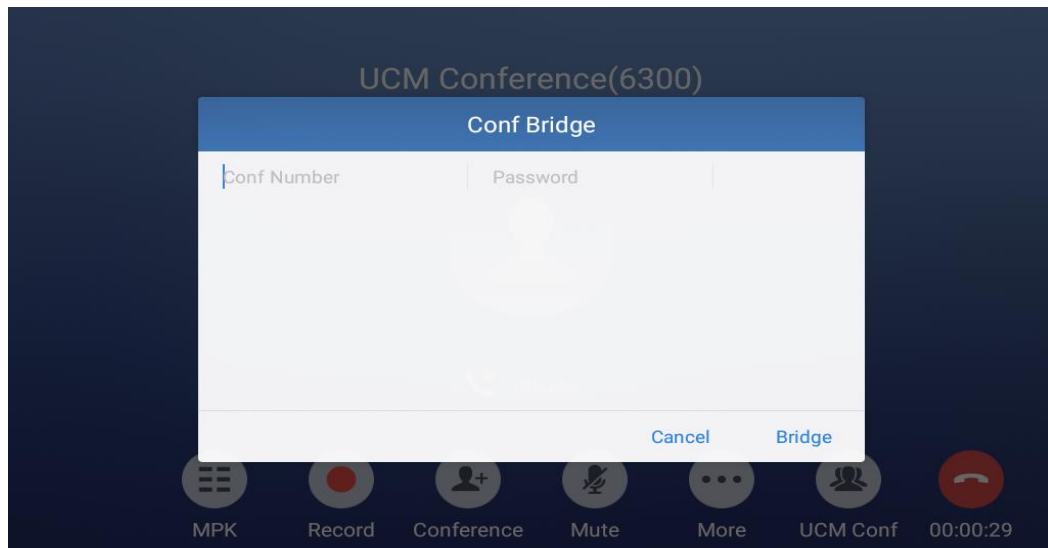 UCM Conference(6300)
Conf Bridge
Conf Number Password
Cancel Bridge
MPK Record Conference Mute More UCM Conf 00:00:29